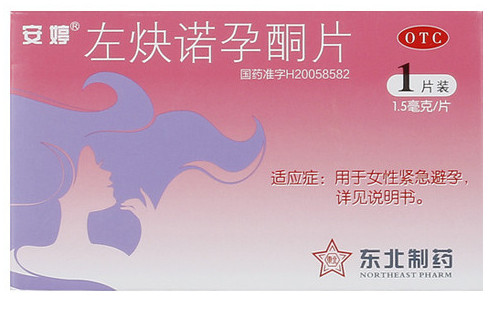 安婷®
左炔诺孕酮片
OTC
国药准字H20058582
1片装
1.5毫克/片
适应症：用于女性紧急避孕，
详见说明书。
东北制药
NORTHEAST PHARM